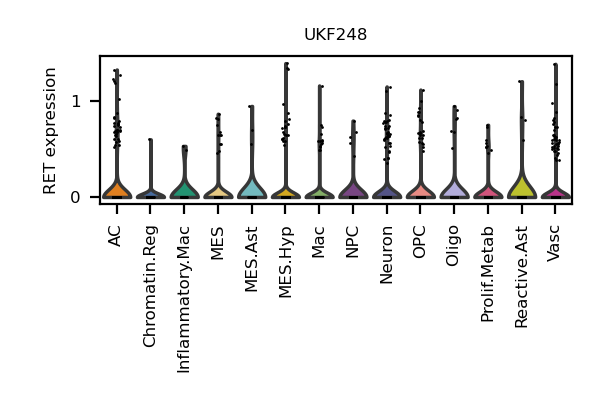 UKF248
RET expression
1
0
AC
Chromatin.Reg
Inflammatory.Mac
MES
MES.Ast
MES.Hyp
Mac
NPC
Neuron
OPC
Oligo
Prolif.Metab
Reactive.Ast
Vasc